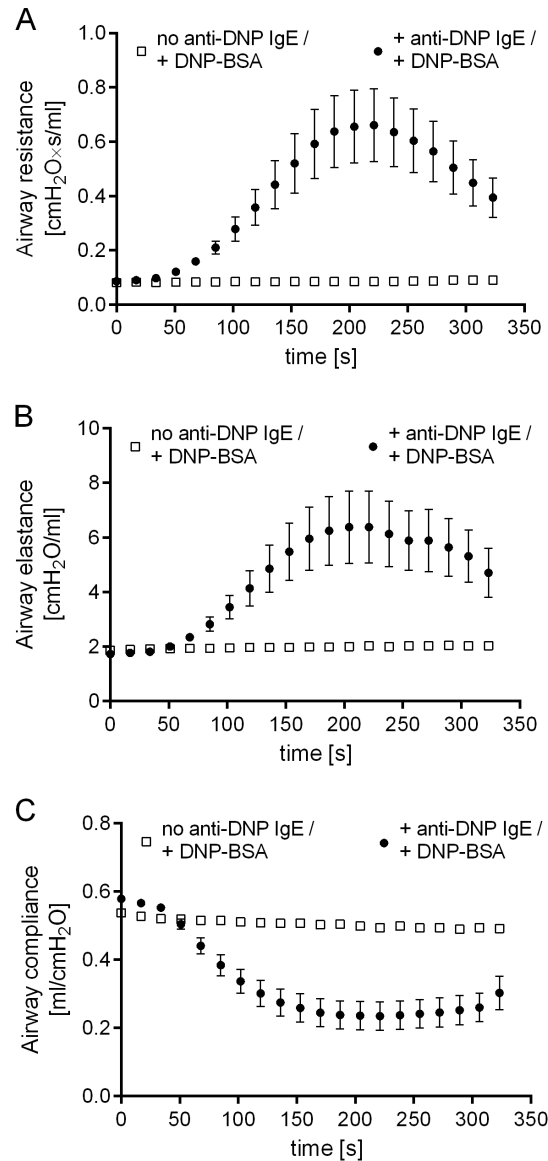 A
no anti-DNP IgE /
+ DNP-BSA
+ anti-DNP IgE /
+ DNP-BSA
Airway resistance
[cmH₂O×s/ml]
1.0
0.8
0.6
0.4
0.2
0.0
0 50 100 150 200 250 300 350
time [s]
B
no anti-DNP IgE /
+ DNP-BSA
+ anti-DNP IgE /
+ DNP-BSA
Airway elastance
[cmH₂O/ml]
10
8
6
4
2
0
0 50 100 150 200 250 300 350
time [s]
C
no anti-DNP IgE /
+ DNP-BSA
+ anti-DNP IgE /
+ DNP-BSA
Airway compliance
[ml/cmH₂O]
0.8
0.6
0.4
0.2
0.0
0 50 100 150 200 250 300 350
time [s]